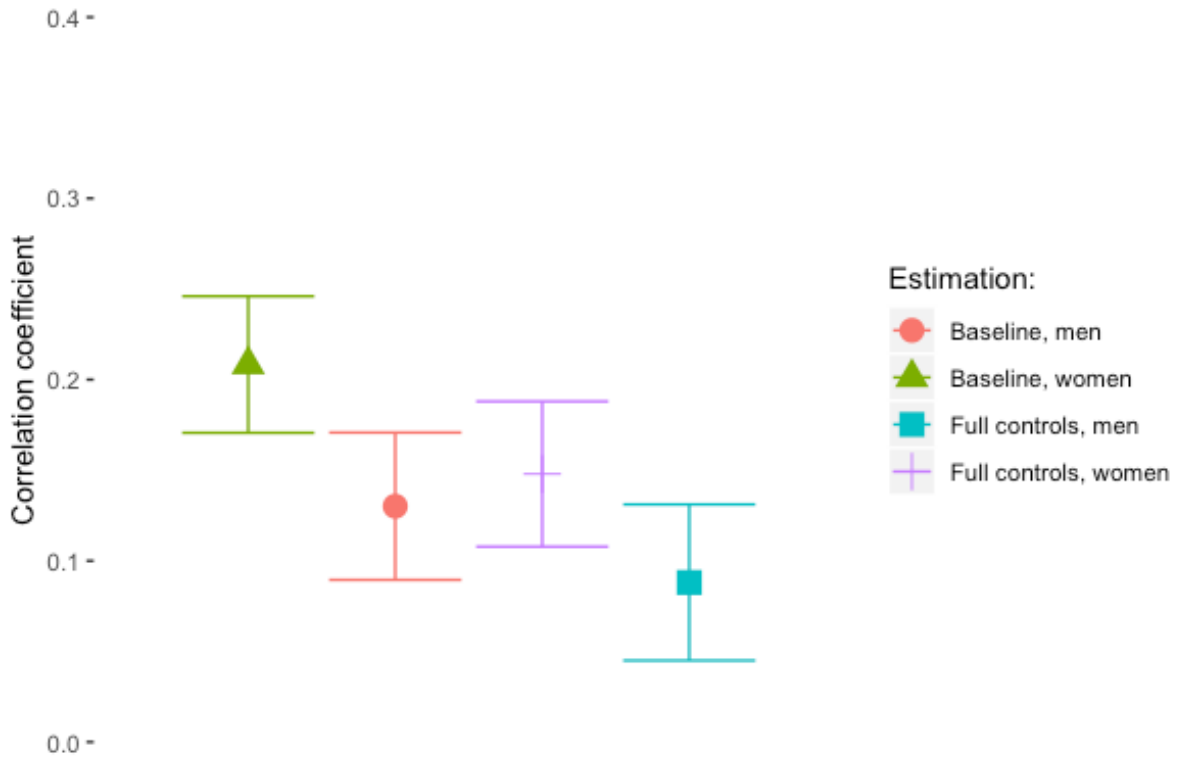 0.4
0.3
0.2
0.1
0.0
Correlation coefficient
Estimation:
Baseline, men
Baseline, women
Full controls, men
Full controls, women